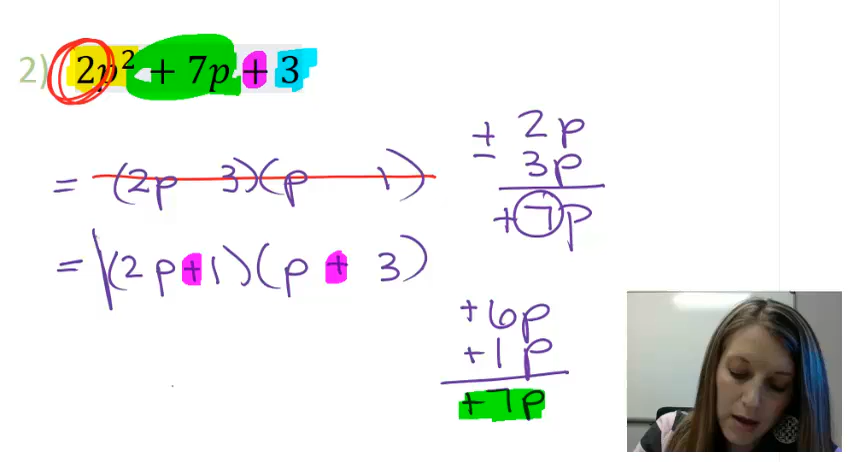 2) 2p² + 7p + 3
= (2p 3)(p 1)
= (2p+1)(p + 3)
± 2p
3p
+7p
+6p
+1p
+7p